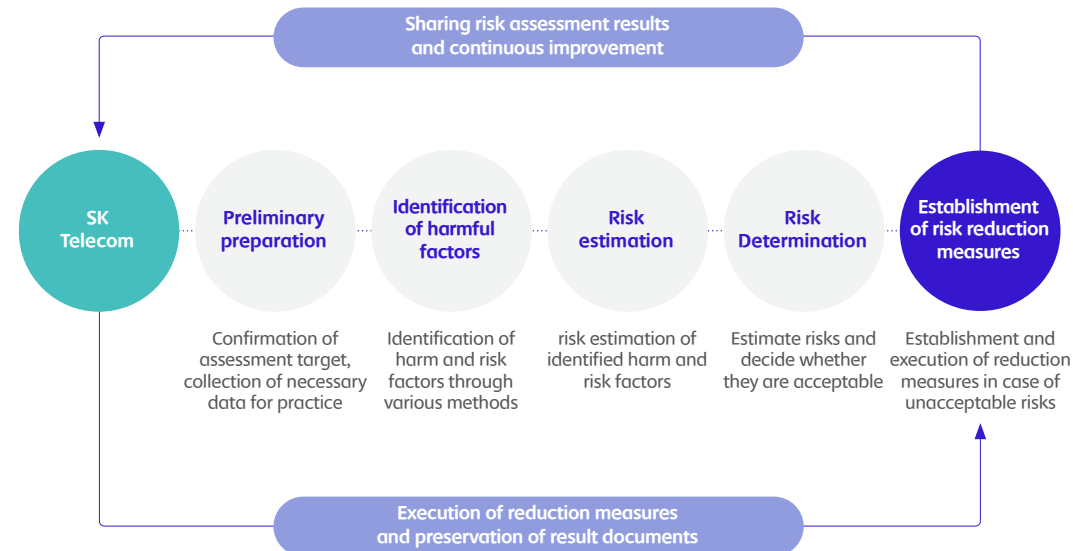 Sharing risk assessment results
and continuous improvement
SK
Telecom
Preliminary
preparation
Identification
of harmful
factors
Risk
estimation
Risk
Determination
Establishment
of risk reduction
measures
Confirmation of
assessment target,
collection of necessary
data for practice
Identification of
harm and risk
factors through
various methods
risk estimation of
identified harm and
risk factors
Estimate risks and
decide whether
they are acceptable
Establishment and
execution of reduction
measures in case of
unacceptable risks
Execution of reduction measures
and preservation of result documents